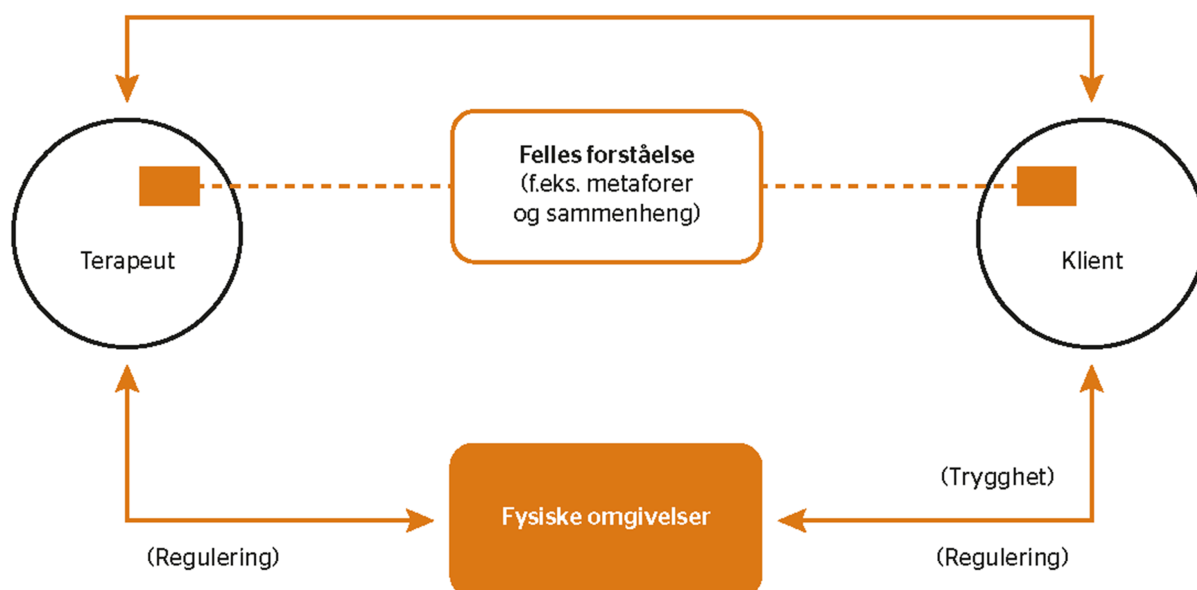 Felles forståelse
(f.eks. metaforer
og sammenheng)
Terapeut
Klient
(Trygghet)
Fysiske omgivelser
(Regulering)
(Regulering)